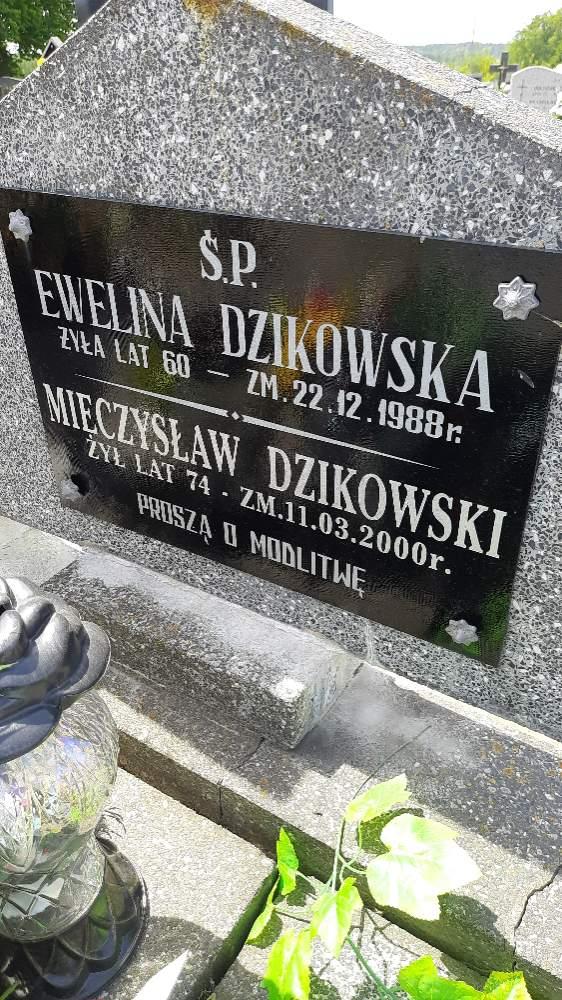 Ś.P.
EWELINA DZIKOWSKA
ŻYŁA LAT 60 — ZM. 22.12.1988r.
MIECZYSŁAW DZIKOWSKI
ŻYŁ LAT 74 - ZM. 11.03.2000r.
PROSZĄ O MODLITWĘ